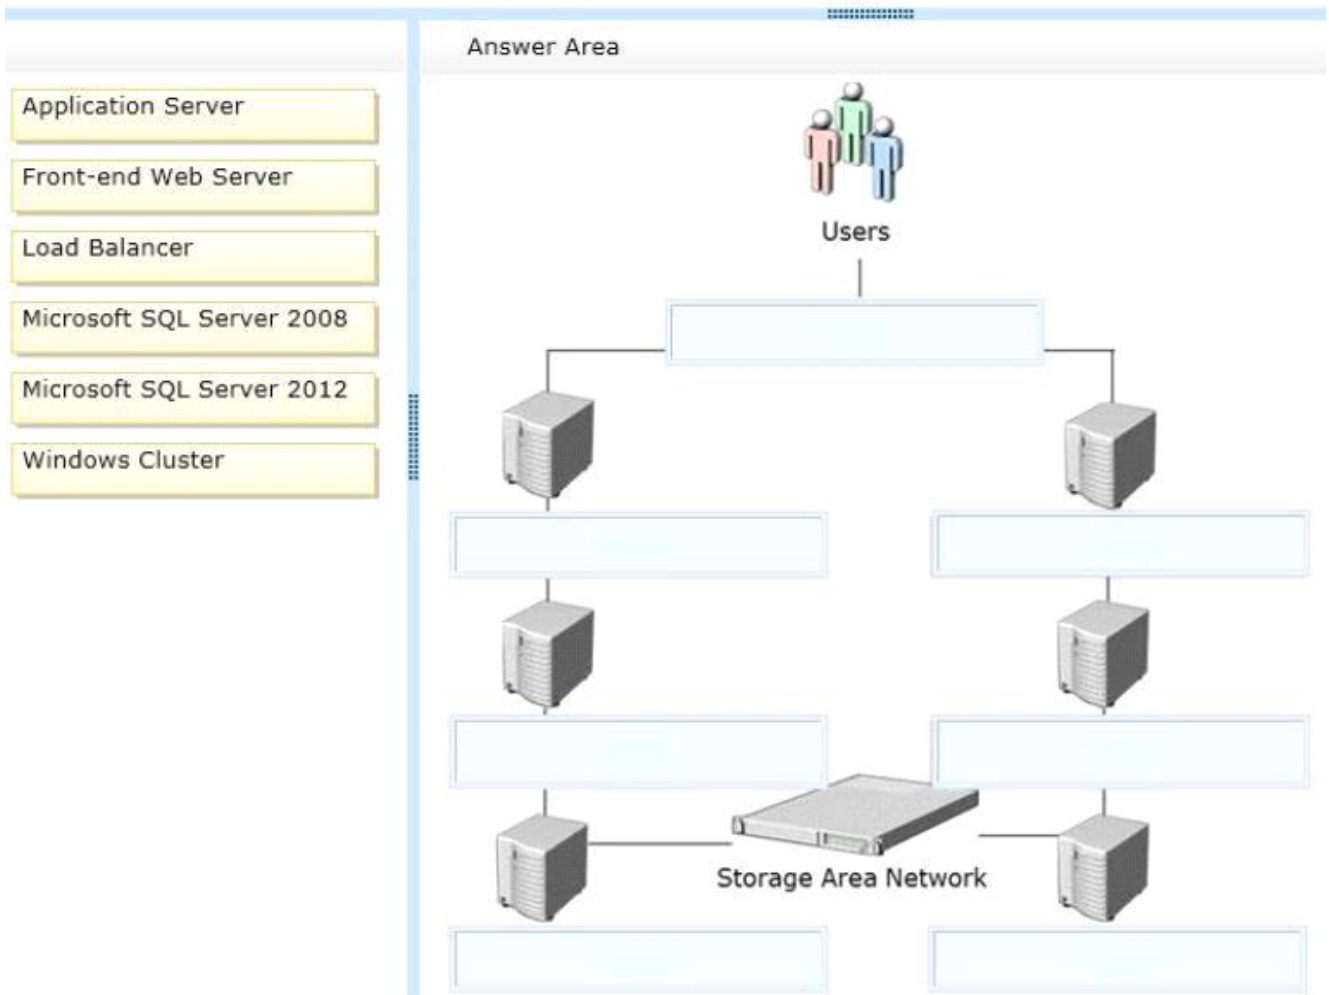 Answer Area
Application Server
Front-end Web Server
Load Balancer
Microsoft SQL Server 2008
Microsoft SQL Server 2012
Windows Cluster
Users
Storage Area Network